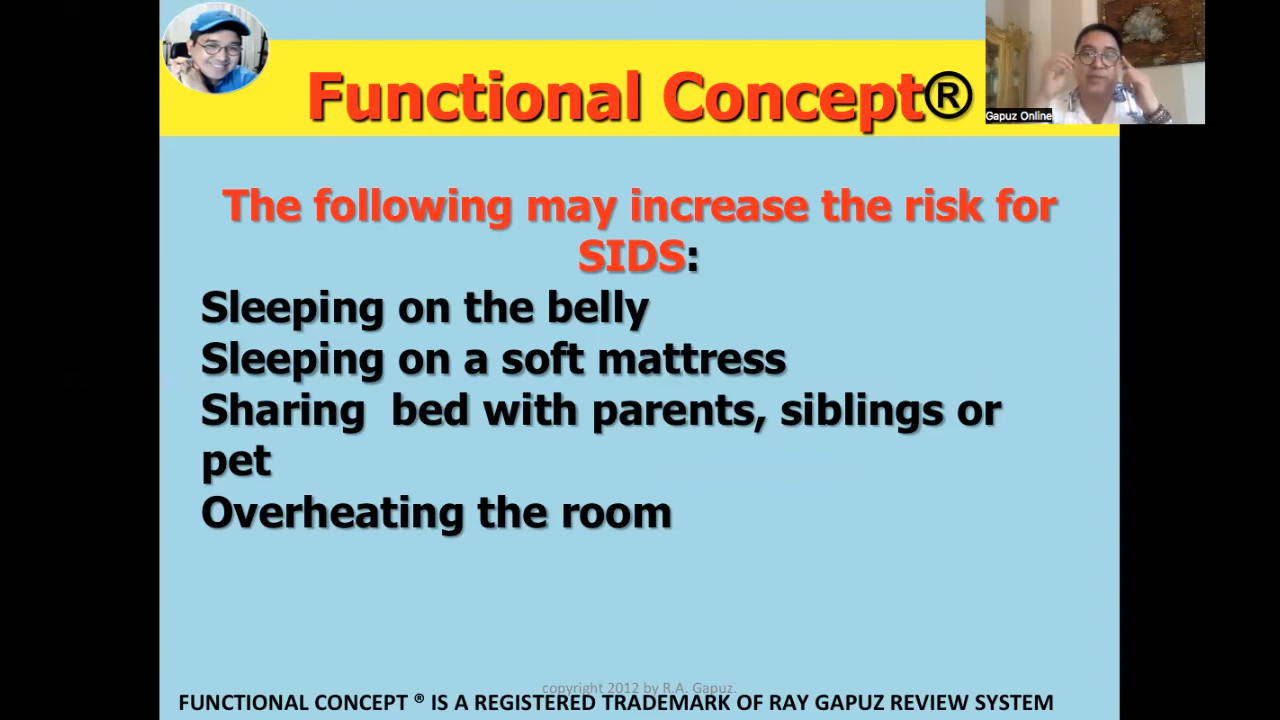 Functional Concept®
Gapuz Online
The following may increase the risk for
SIDS:
Sleeping on the belly
Sleeping on a soft mattress
Sharing  bed with parents, siblings or
pet
Overheating the room
copyright 2012 by R.A. Gapuz.
FUNCTIONAL CONCEPT ® IS A REGISTERED TRADEMARK OF RAY GAPUZ REVIEW SYSTEM